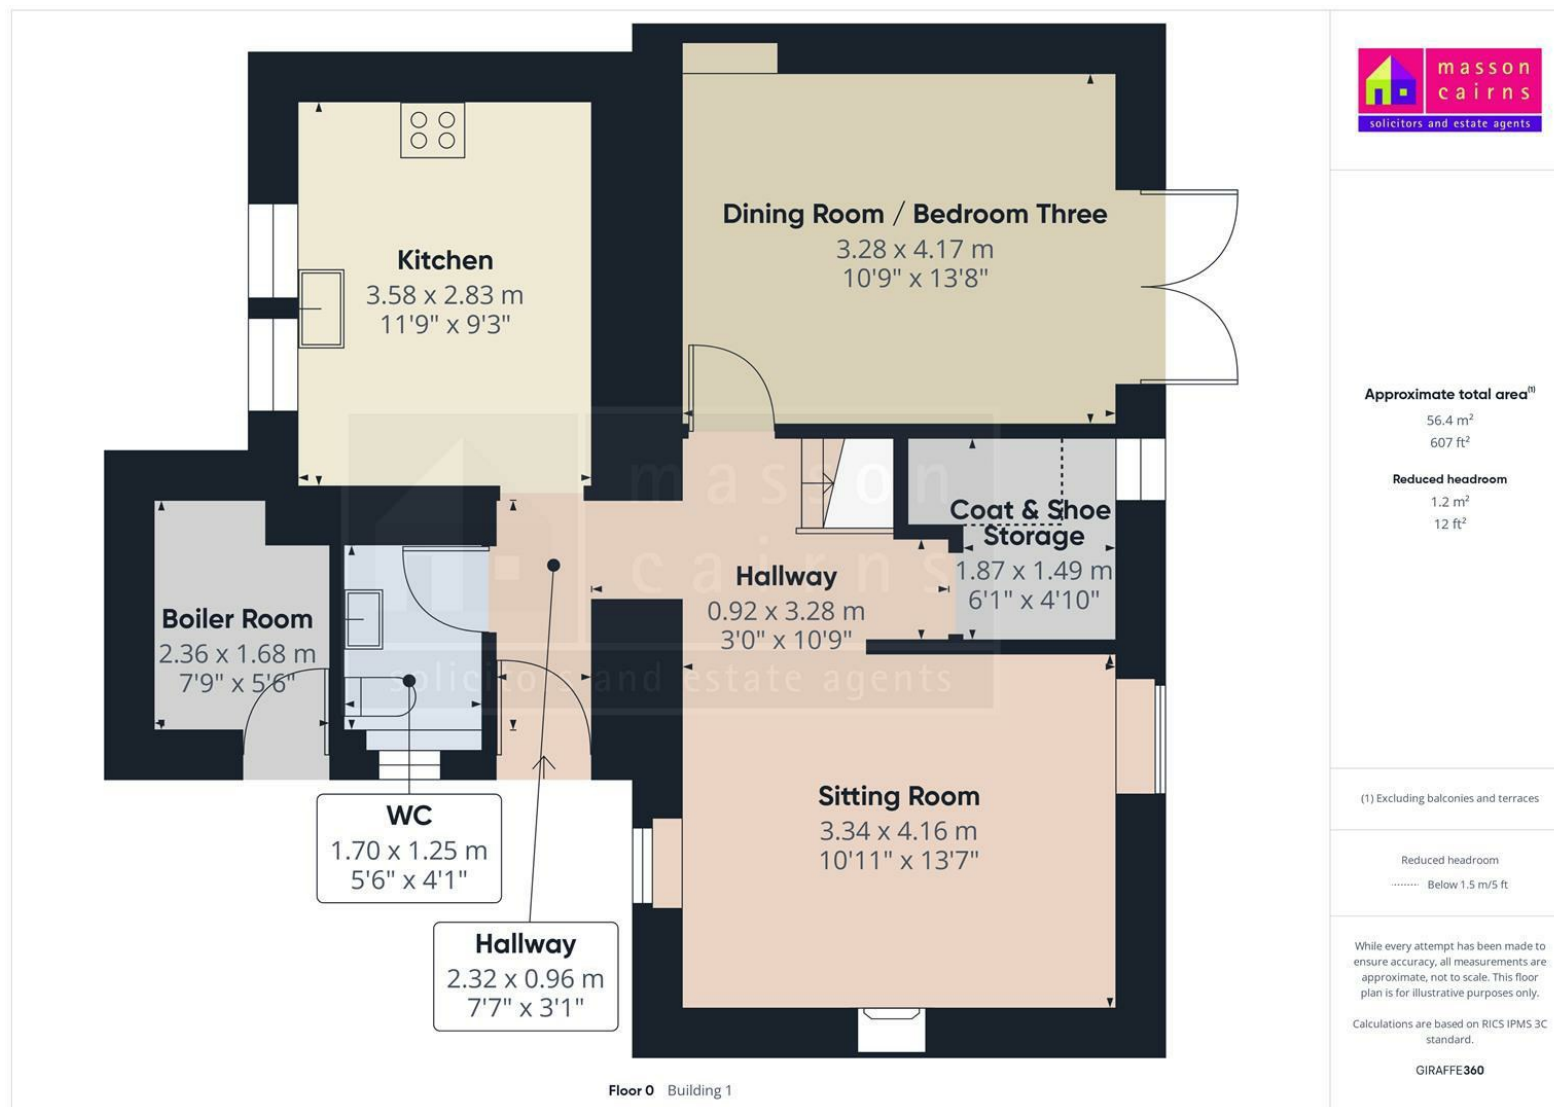 Kitchen
3.58 x 2.83 m
11'9" x 9'3"
Dining Room / Bedroom Three
3.28 x 4.17 m
10'9" x 13'8"
Coat & Shoe
Storage
1.87 x 1.49 m
6'1" x 4'10"
Hallway
0.92 x 3.28 m
3'0" x 10'9"
Boiler Room
2.36 x 1.68 m
7'9" x 5'6"
masson
cairns
solicitors and estate agents
WC
1.70 x 1.25 m
5'6" x 4'1"
Hallway
2.32 x 0.96 m
7'7" x 3'1"
Sitting Room
3.34 x 4.16 m
10'11" x 13'7"
Floor 0 Building 1
masson
cairns
solicitors and estate agents
Approximate total area(1)
56.4 m²
607 ft²
Reduced headroom
1.2 m²
12 ft²
(1) Excluding balconies and terraces
Reduced headroom
Below 1.5 m/5 ft
While every attempt has been made to
ensure accuracy, all measurements are
approximate, not to scale. This floor
plan is for illustrative purposes only.
Calculations are based on RICS IPMS 3C
standard.
GIRAFFE360